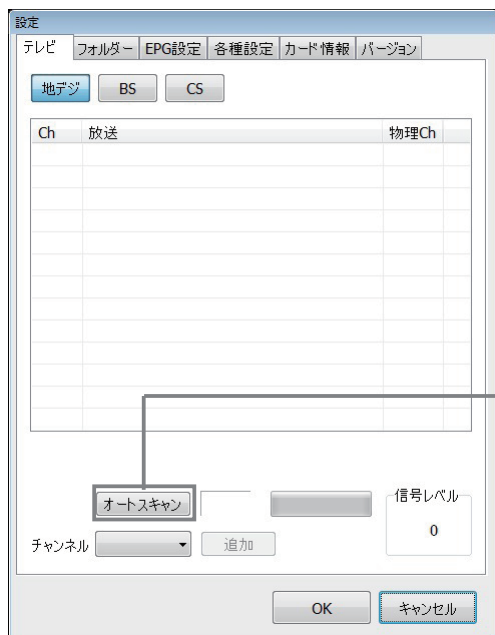 設定
テレビ フォルダー EPG設定 各種設定 カード情報 バージョン
地デジ BS CS
Ch 放送 物理Ch
オートスキャン
信号レベル
0
チャンネル 追加
OK キャンセル